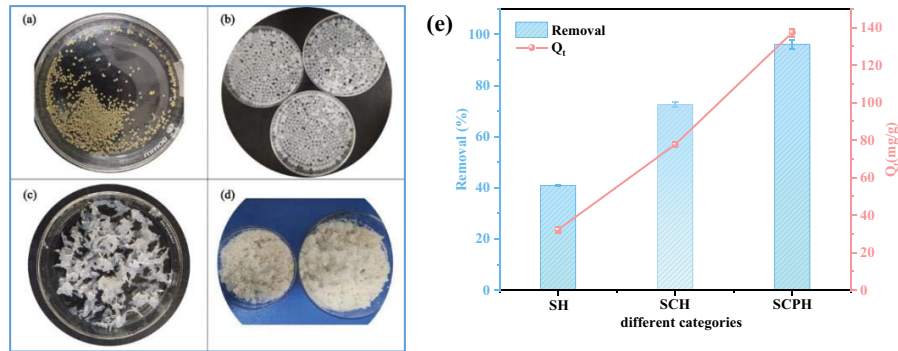 (a)
(b)
(c)
(d)
(e)
Removal
Qt
Removal (%)
100
80
60
40
20
0
Qt(mg/g)
140
120
100
80
60
40
20
0
SH
SCH
SCPH
different categories